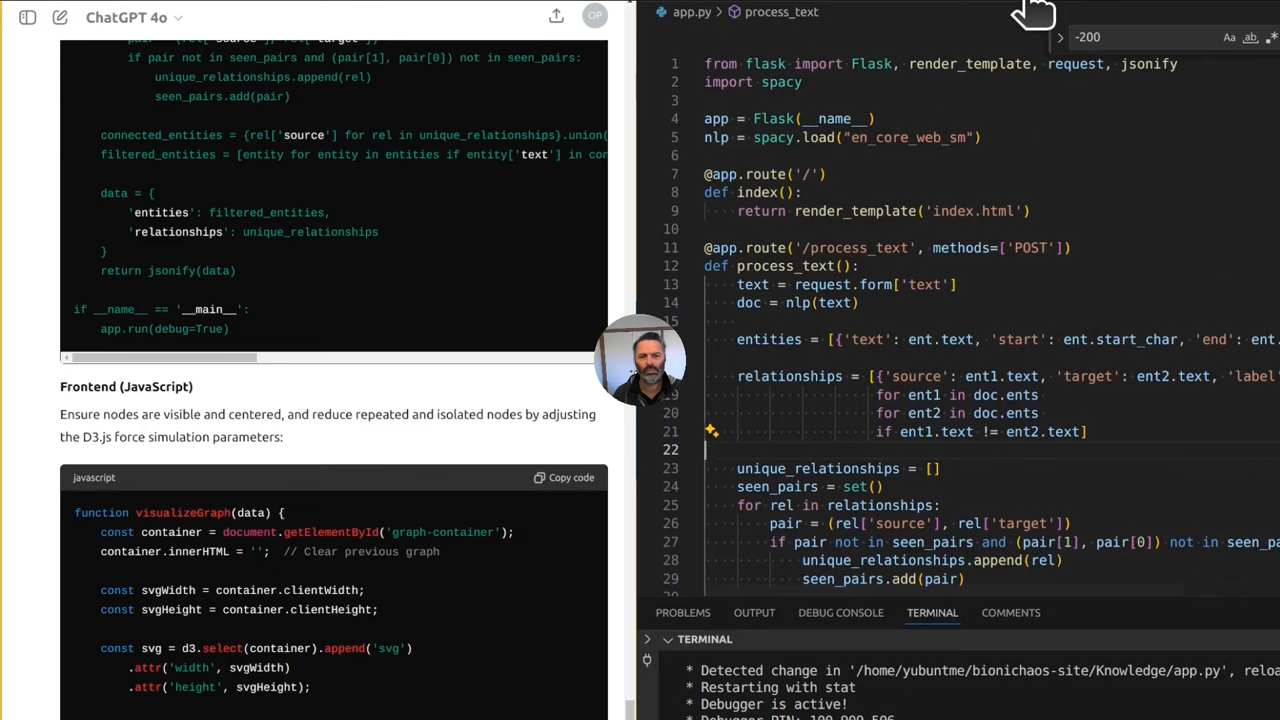 ChatGPT 4o
OP
if pair not in seen_pairs and (pair[1], pair[0]) not in seen_pairs:
unique_relationships.append(rel)
seen_pairs.add(pair)
connected_entities = {rel['source'] for rel in unique_relationships}.union(
filtered_entities = [entity for entity in entities if entity['text'] in con
data = {
'entities': filtered_entities,
'relationships': unique_relationships
}
return jsonify(data)
if __name__ == '__main__':
app.run(debug=True)
Frontend (JavaScript)
Ensure nodes are visible and centered, and reduce repeated and isolated nodes by adjusting
the D3.js force simulation parameters:
javascript
Copy code
function visualizeGraph(data) {
const container = document.getElementById('graph-container');
container.innerHTML = ''; // Clear previous graph
const svgWidth = container.clientWidth;
const svgHeight = container.clientHeight;
const svg = d3.select(container).append('svg')
.attr('width', svgWidth)
.attr('height', svgHeight);
app.py > process_text
-200
Aa ab .*
1 from flask import Flask, render_template, request, jsonify
2 import spacy
3
4 app = Flask(__name__)
5 nlp = spacy.load("en_core_web_sm")
6
7 @app.route('/')
8 def index():
9 return render_template('index.html')
10
11 @app.route('/process_text', methods=['POST'])
12 def process_text():
13 text = request.form['text']
14 doc = nlp(text)
15
entities = [{'text': ent.text, 'start': ent.start_char, 'end': ent.
relationships = [{'source': ent1.text, 'target': ent2.text, 'label'
19 for ent1 in doc.ents
20 for ent2 in doc.ents
21 if ent1.text != ent2.text]
22
23 unique_relationships = []
24 seen_pairs = set()
25 for rel in relationships:
26 pair = (rel['source'], rel['target'])
27 if pair not in seen_pairs and (pair[1], pair[0]) not in seen_pa
28 unique_relationships.append(rel)
29 seen_pairs.add(pair)
PROBLEMS OUTPUT DEBUG CONSOLE TERMINAL COMMENTS
TERMINAL
* Detected change in '/home/yubuntme/bionichaos-site/Knowledge/app.py', reloa
* Restarting with stat
* Debugger is active!
* Debugger PIN: